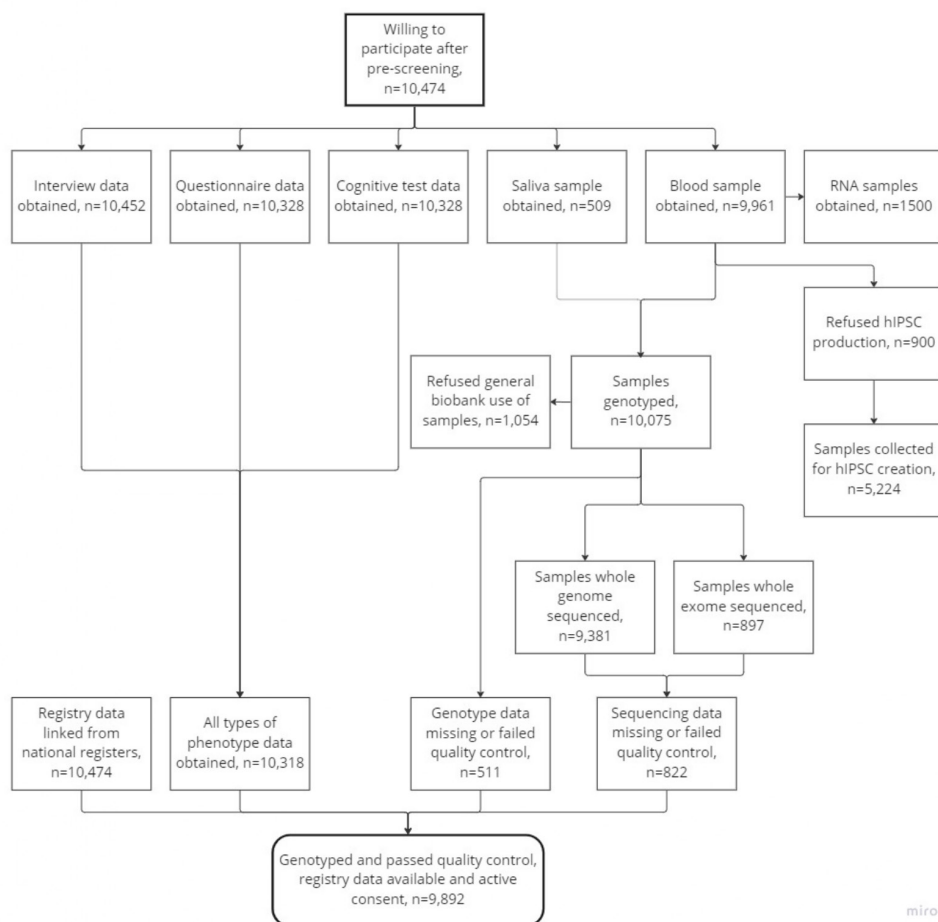 Willing to
participate after
pre-screening,
n=10,474
Interview data
obtained, n=10,452
Questionnaire data
obtained, n=10,328
Cognitive test data
obtained, n=10,328
Saliva sample
obtained, n=509
Blood sample
obtained, n=9,961
RNA samples
obtained, n=1500
Refused hIPSC
production, n=900
Refused general
biobank use of
samples, n=1,054
Samples
genotyped,
n=10,075
Samples collected
for hIPSC creation,
n=5,224
Samples whole
genome
sequenced,
n=9,381
Samples whole
exome sequenced,
n=897
Registry data
linked from
national registers,
n=10,474
All types of
phenotype data
obtained, n=10,318
Genotype data
missing or failed
quality control,
n=511
Sequencing data
missing or failed
quality control,
n=822
Genotyped and passed quality control,
registry data available and active
consent, n=9,892
miro